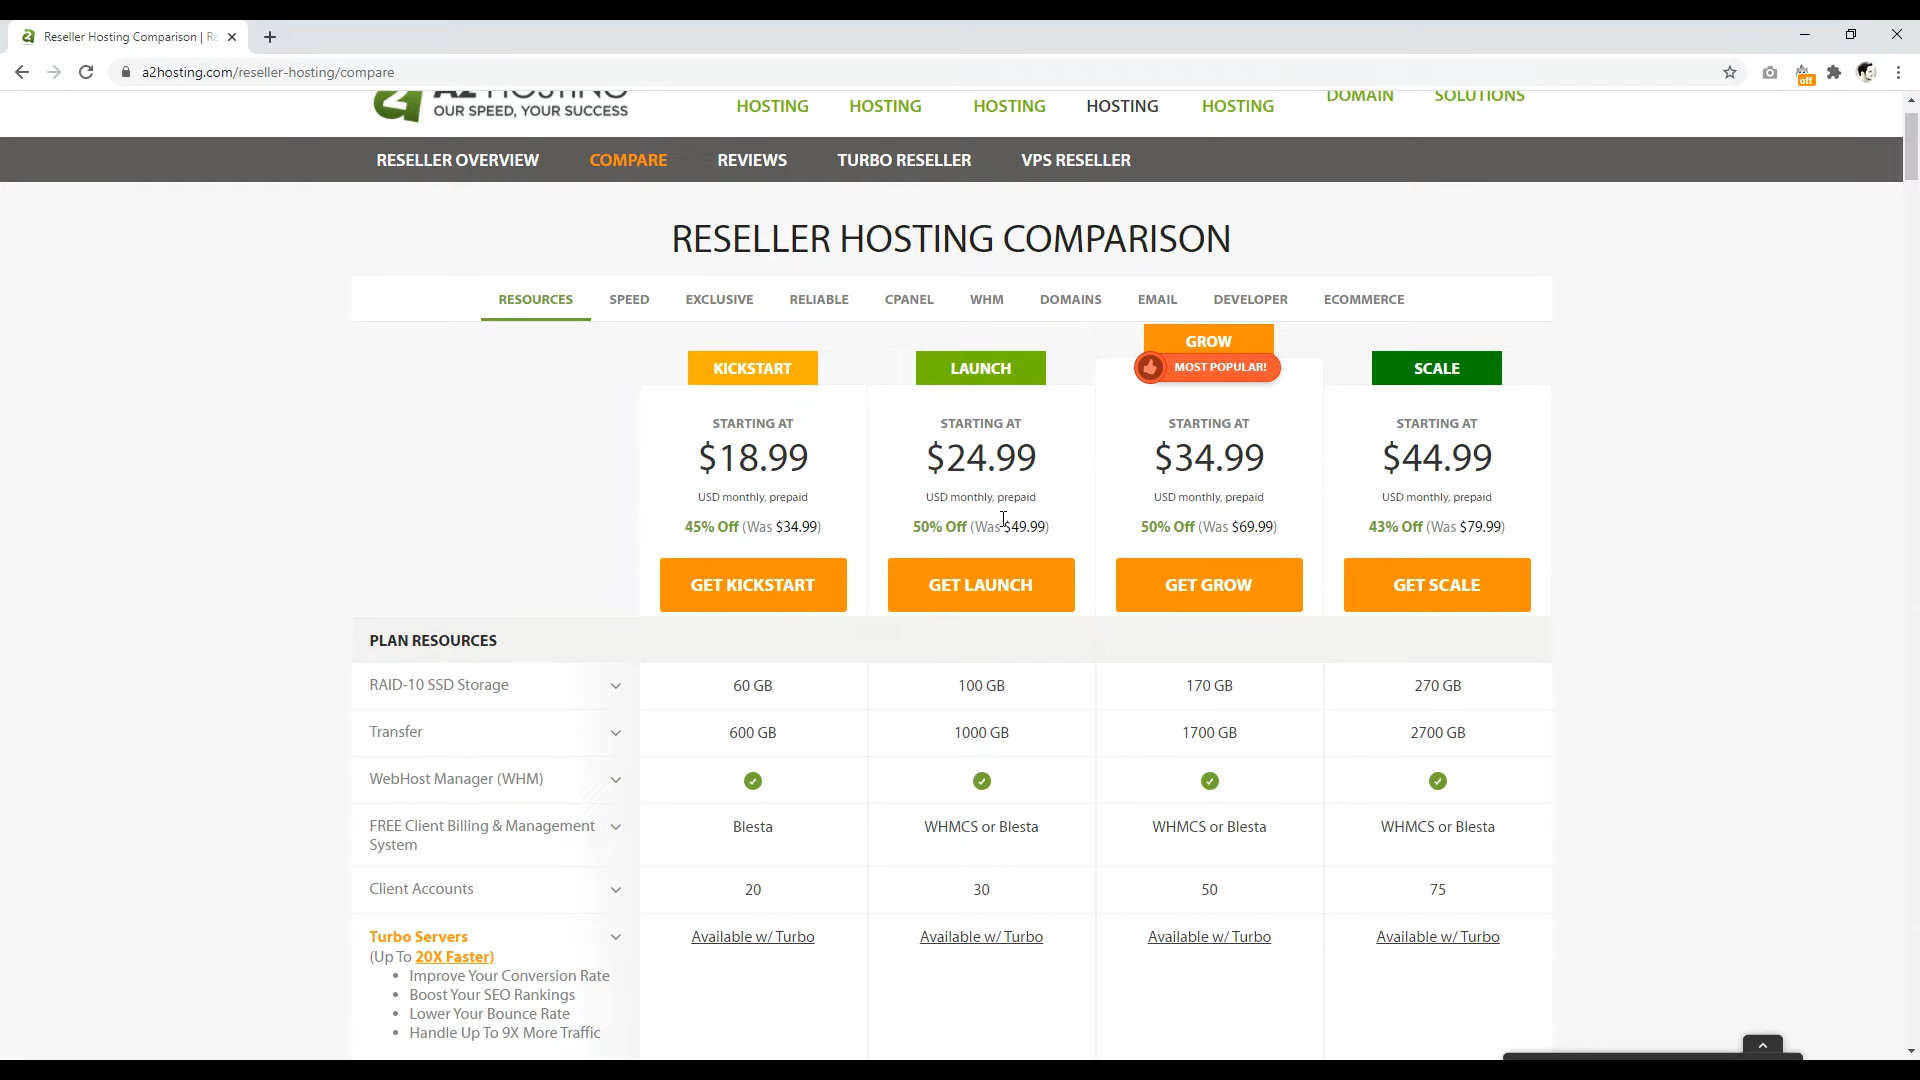 Reseller Hosting Comparison | Re
a2hosting.com/reseller-hosting/compare
off
A2 HOSTING
OUR SPEED, YOUR SUCCESS
HOSTING HOSTING HOSTING HOSTING HOSTING DOMAIN SOLUTIONS
RESELLER OVERVIEW COMPARE REVIEWS TURBO RESELLER VPS RESELLER
RESELLER HOSTING COMPARISON
RESOURCES SPEED EXCLUSIVE RELIABLE CPANEL WHM DOMAINS EMAIL DEVELOPER ECOMMERCE
GROW
KICKSTART LAUNCH MOST POPULAR! SCALE
STARTING AT STARTING AT STARTING AT STARTING AT
$18.99 $24.99 $34.99 $44.99
USD monthly, prepaid USD monthly, prepaid USD monthly, prepaid USD monthly, prepaid
45% Off (Was $34.99) 50% Off (Was $49.99) 50% Off (Was $69.99) 43% Off (Was $79.99)
GET KICKSTART GET LAUNCH GET GROW GET SCALE
PLAN RESOURCES
RAID-10 SSD Storage 60 GB 100 GB 170 GB 270 GB
Transfer 600 GB 1000 GB 1700 GB 2700 GB
WebHost Manager (WHM)
FREE Client Billing & Management Blesta WHMCS or Blesta WHMCS or Blesta WHMCS or Blesta
System
Client Accounts 20 30 50 75
Turbo Servers Available w/ Turbo Available w/ Turbo Available w/ Turbo Available w/ Turbo
(Up To 20X Faster)
• Improve Your Conversion Rate
• Boost Your SEO Rankings
• Lower Your Bounce Rate
• Handle Up To 9X More Traffic